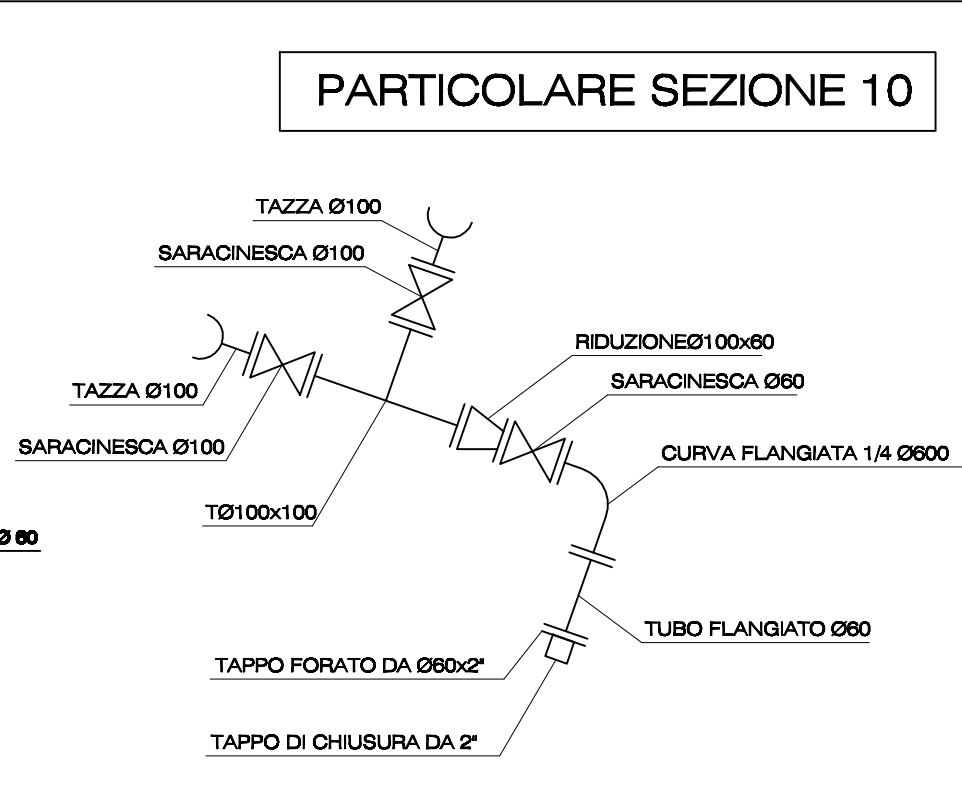 PARTICOLARE SEZIONE 10
TAZZA Ø100
SARACINESCA Ø100
RIDUZIONEØ100x60
SARACINESCA Ø60
TAZZA Ø100
SARACINESCA Ø100
CURVA FLANGIATA 1/4 Ø600
TØ100x100
Ø 60
TUBO FLANGIATO Ø60
TAPPO FORATO DA Ø60x2"
TAPPO DI CHIUSURA DA 2"